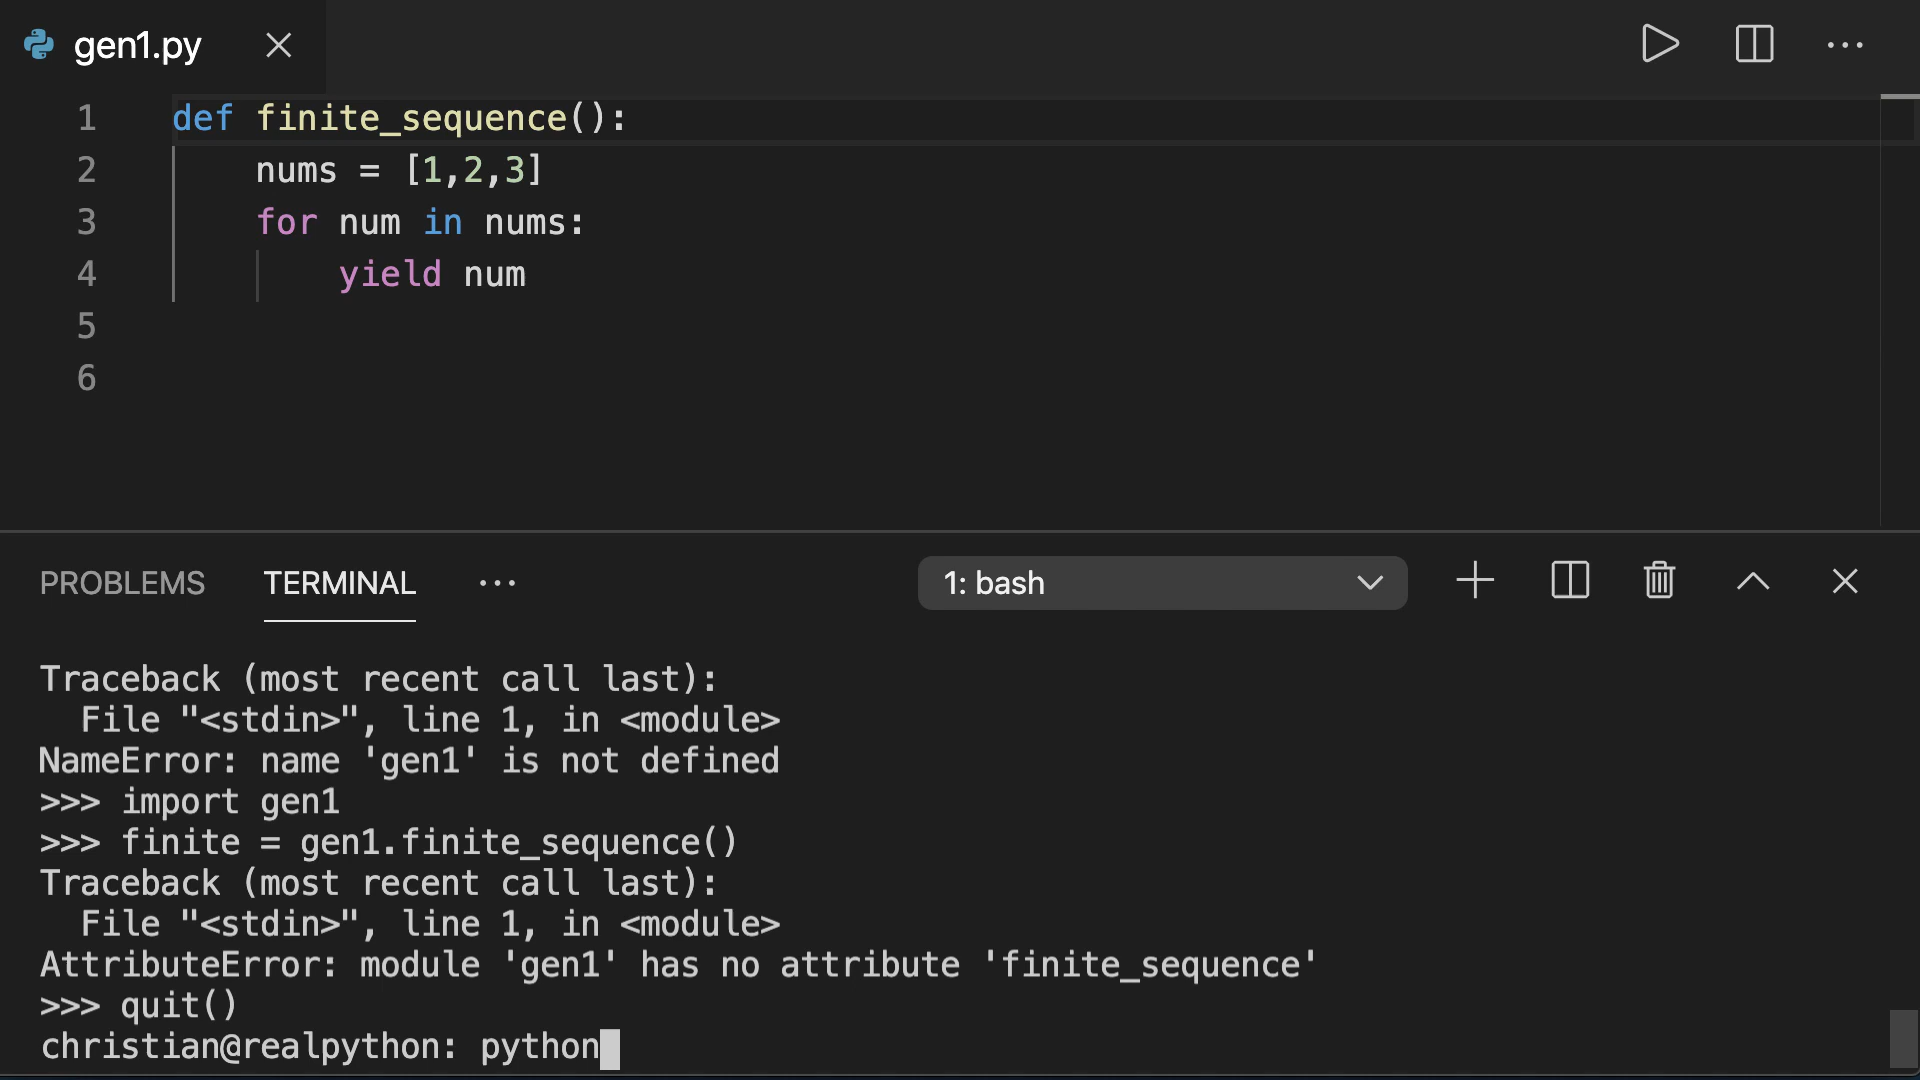 gen1.py
1 def finite_sequence():
2     nums = [1,2,3]
3     for num in nums:
4         yield num
5
6
PROBLEMS TERMINAL ... 1: bash
Traceback (most recent call last):
  File "<stdin>", line 1, in <module>
NameError: name 'gen1' is not defined
>>> import gen1
>>> finite = gen1.finite_sequence()
Traceback (most recent call last):
  File "<stdin>", line 1, in <module>
AttributeError: module 'gen1' has no attribute 'finite_sequence'
>>> quit()
christian@realpython: python